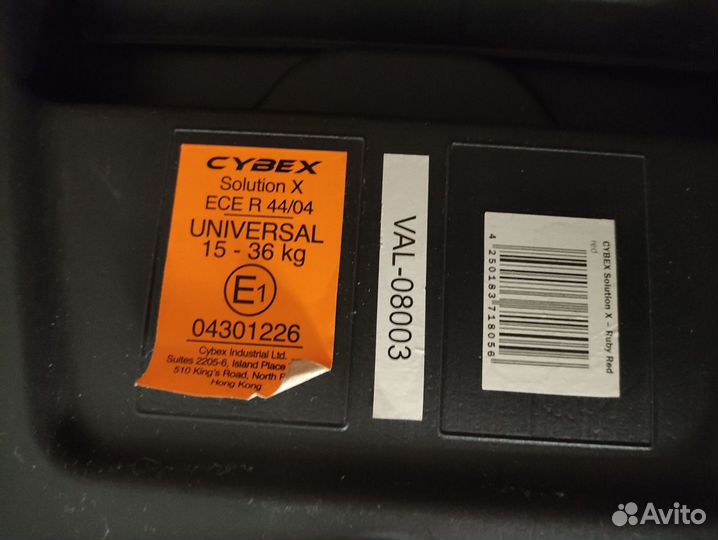 CYBEX
Solution X
ECE R 44/04
UNIVERSAL
15 - 36 kg
E1
04301226
Cybex Industrial Ltd.
Suites 2205-6, Island Place
510 King's Road, North
Hong Kong
VAL-08003
CYBEX Solution X – Ruby Red
red
4 250183 718056
Avito